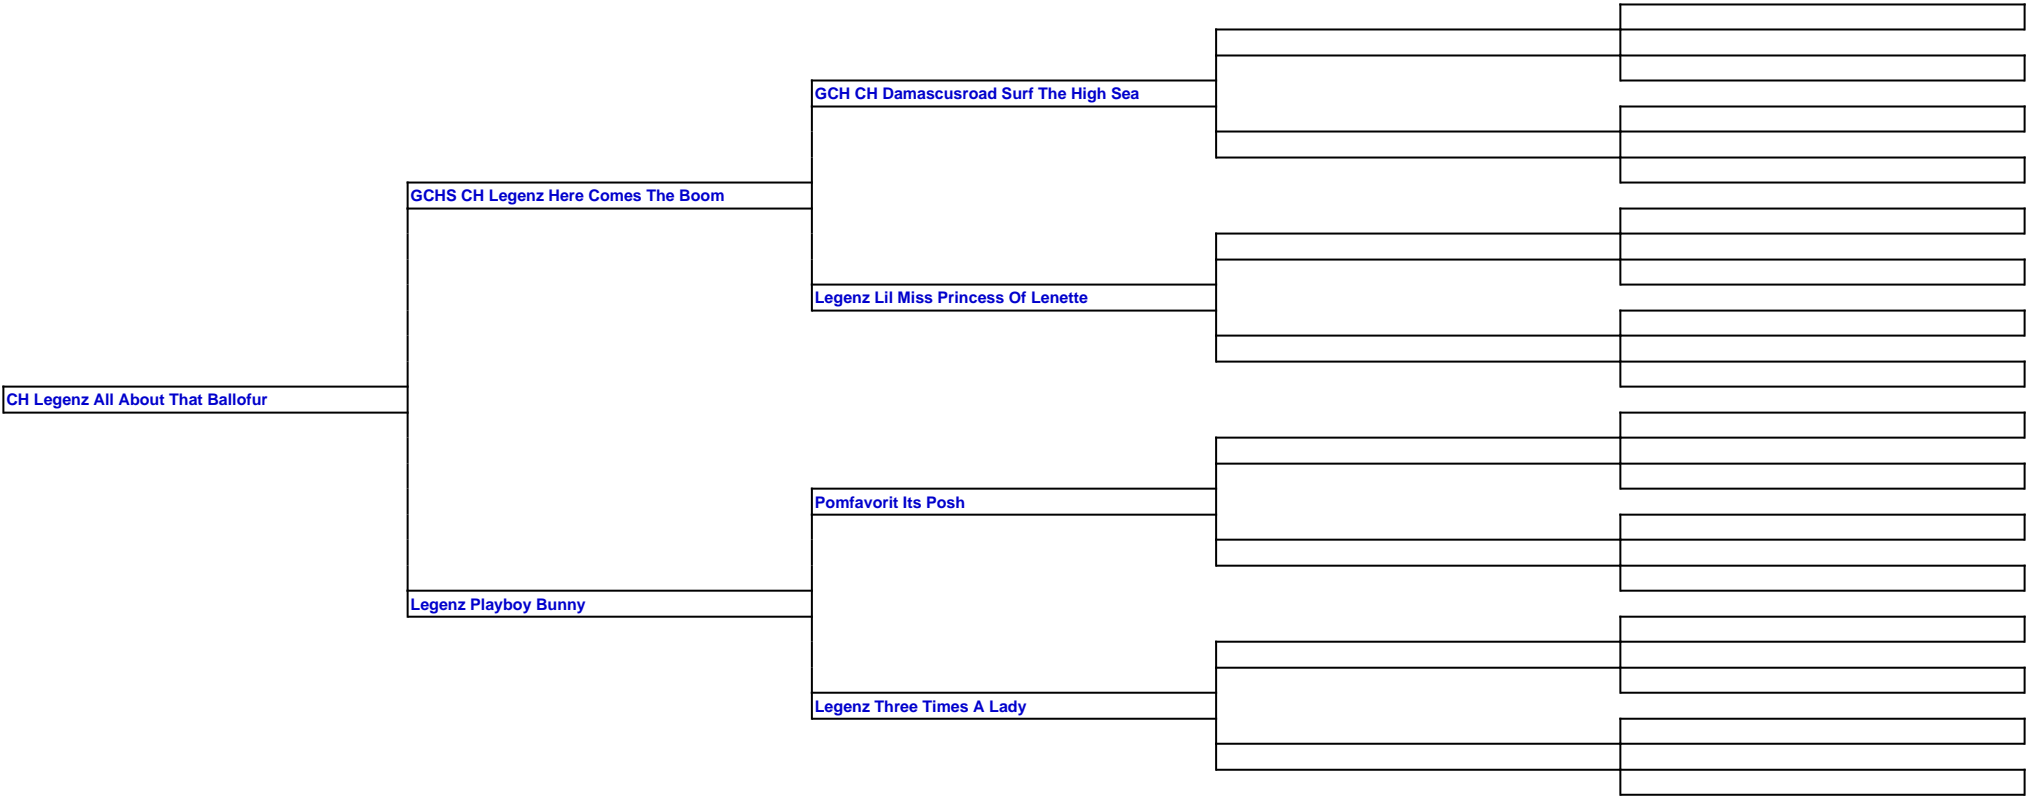 GCH CH Damascusroad Surf The High Sea
GCHS CH Legenz Here Comes The Boom
Legenz Lil Miss Princess Of Lenette
CH Legenz All About That Ballofur
Pomfavorit Its Posh
Legenz Playboy Bunny
Legenz Three Times A Lady